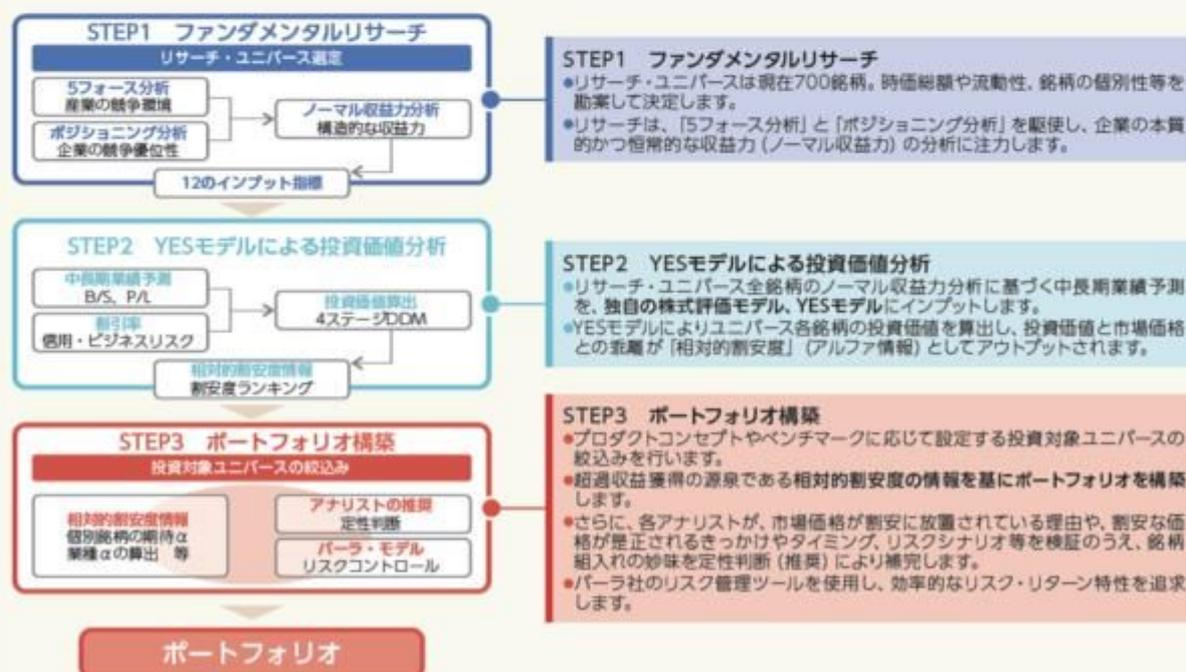 STEP1 ファンダメンタルリサーチ
リサーチ・ユニバース選定
5フォース分析
産業の競争環境
ポジショニング分析
企業の競争優位性
ノーマル収益力分析
構造的な収益力
12のインプット指標
STEP1 ファンダメンタルリサーチ
●リサーチ・ユニバースは現在700銘柄。時価総額や流動性、銘柄の個別性等を
勘案して決定します。
●リサーチは、「5フォース分析」と「ポジショニング分析」を駆使し、企業の本質
的かつ恒常的な収益力(ノーマル収益力)の分析に注力します。
STEP2 YESモデルによる投資価値分析
中長期業績予測
B/S、P/L
割引率
信用・ビジネスリスク
投資価値算出
4ステージDDM
相対的割安度情報
割安度ランキング
STEP2 YESモデルによる投資価値分析
●リサーチ・ユニバース全銘柄のノーマル収益力分析に基づく中長期業績予測
を、独自の株式評価モデル、YESモデルにインプットします。
●YESモデルによりユニバース各銘柄の投資価値を算出し、投資価値と市場価格
との乖離が「相対的割安度」(アルファ情報)としてアウトプットされます。
STEP3 ポートフォリオ構築
投資対象ユニバースの絞込み
相対的割安度情報
個別銘柄の期待α
業種αの算出 等
アナリストの推奨
定性判断
バーラ・モデル
リスクコントロール
STEP3 ポートフォリオ構築
●プロダクトコンセプトやベンチマークに応じて設定する投資対象ユニバースの
絞込みを行います。
●超過収益獲得の源泉である相対的割安度の情報を基にポートフォリオを構築
します。
●さらに、各アナリストが、市場価格が割安に放置されている理由や、割安な価
格が是正されるきっかけやタイミング、リスクシナリオ等を検証のうえ、銘柄
組入れの妙味を定性判断(推奨)により補完します。
●バーラ社のリスク管理ツールを使用し、効率的なリスク・リターン特性を追求
します。
ポートフォリオ